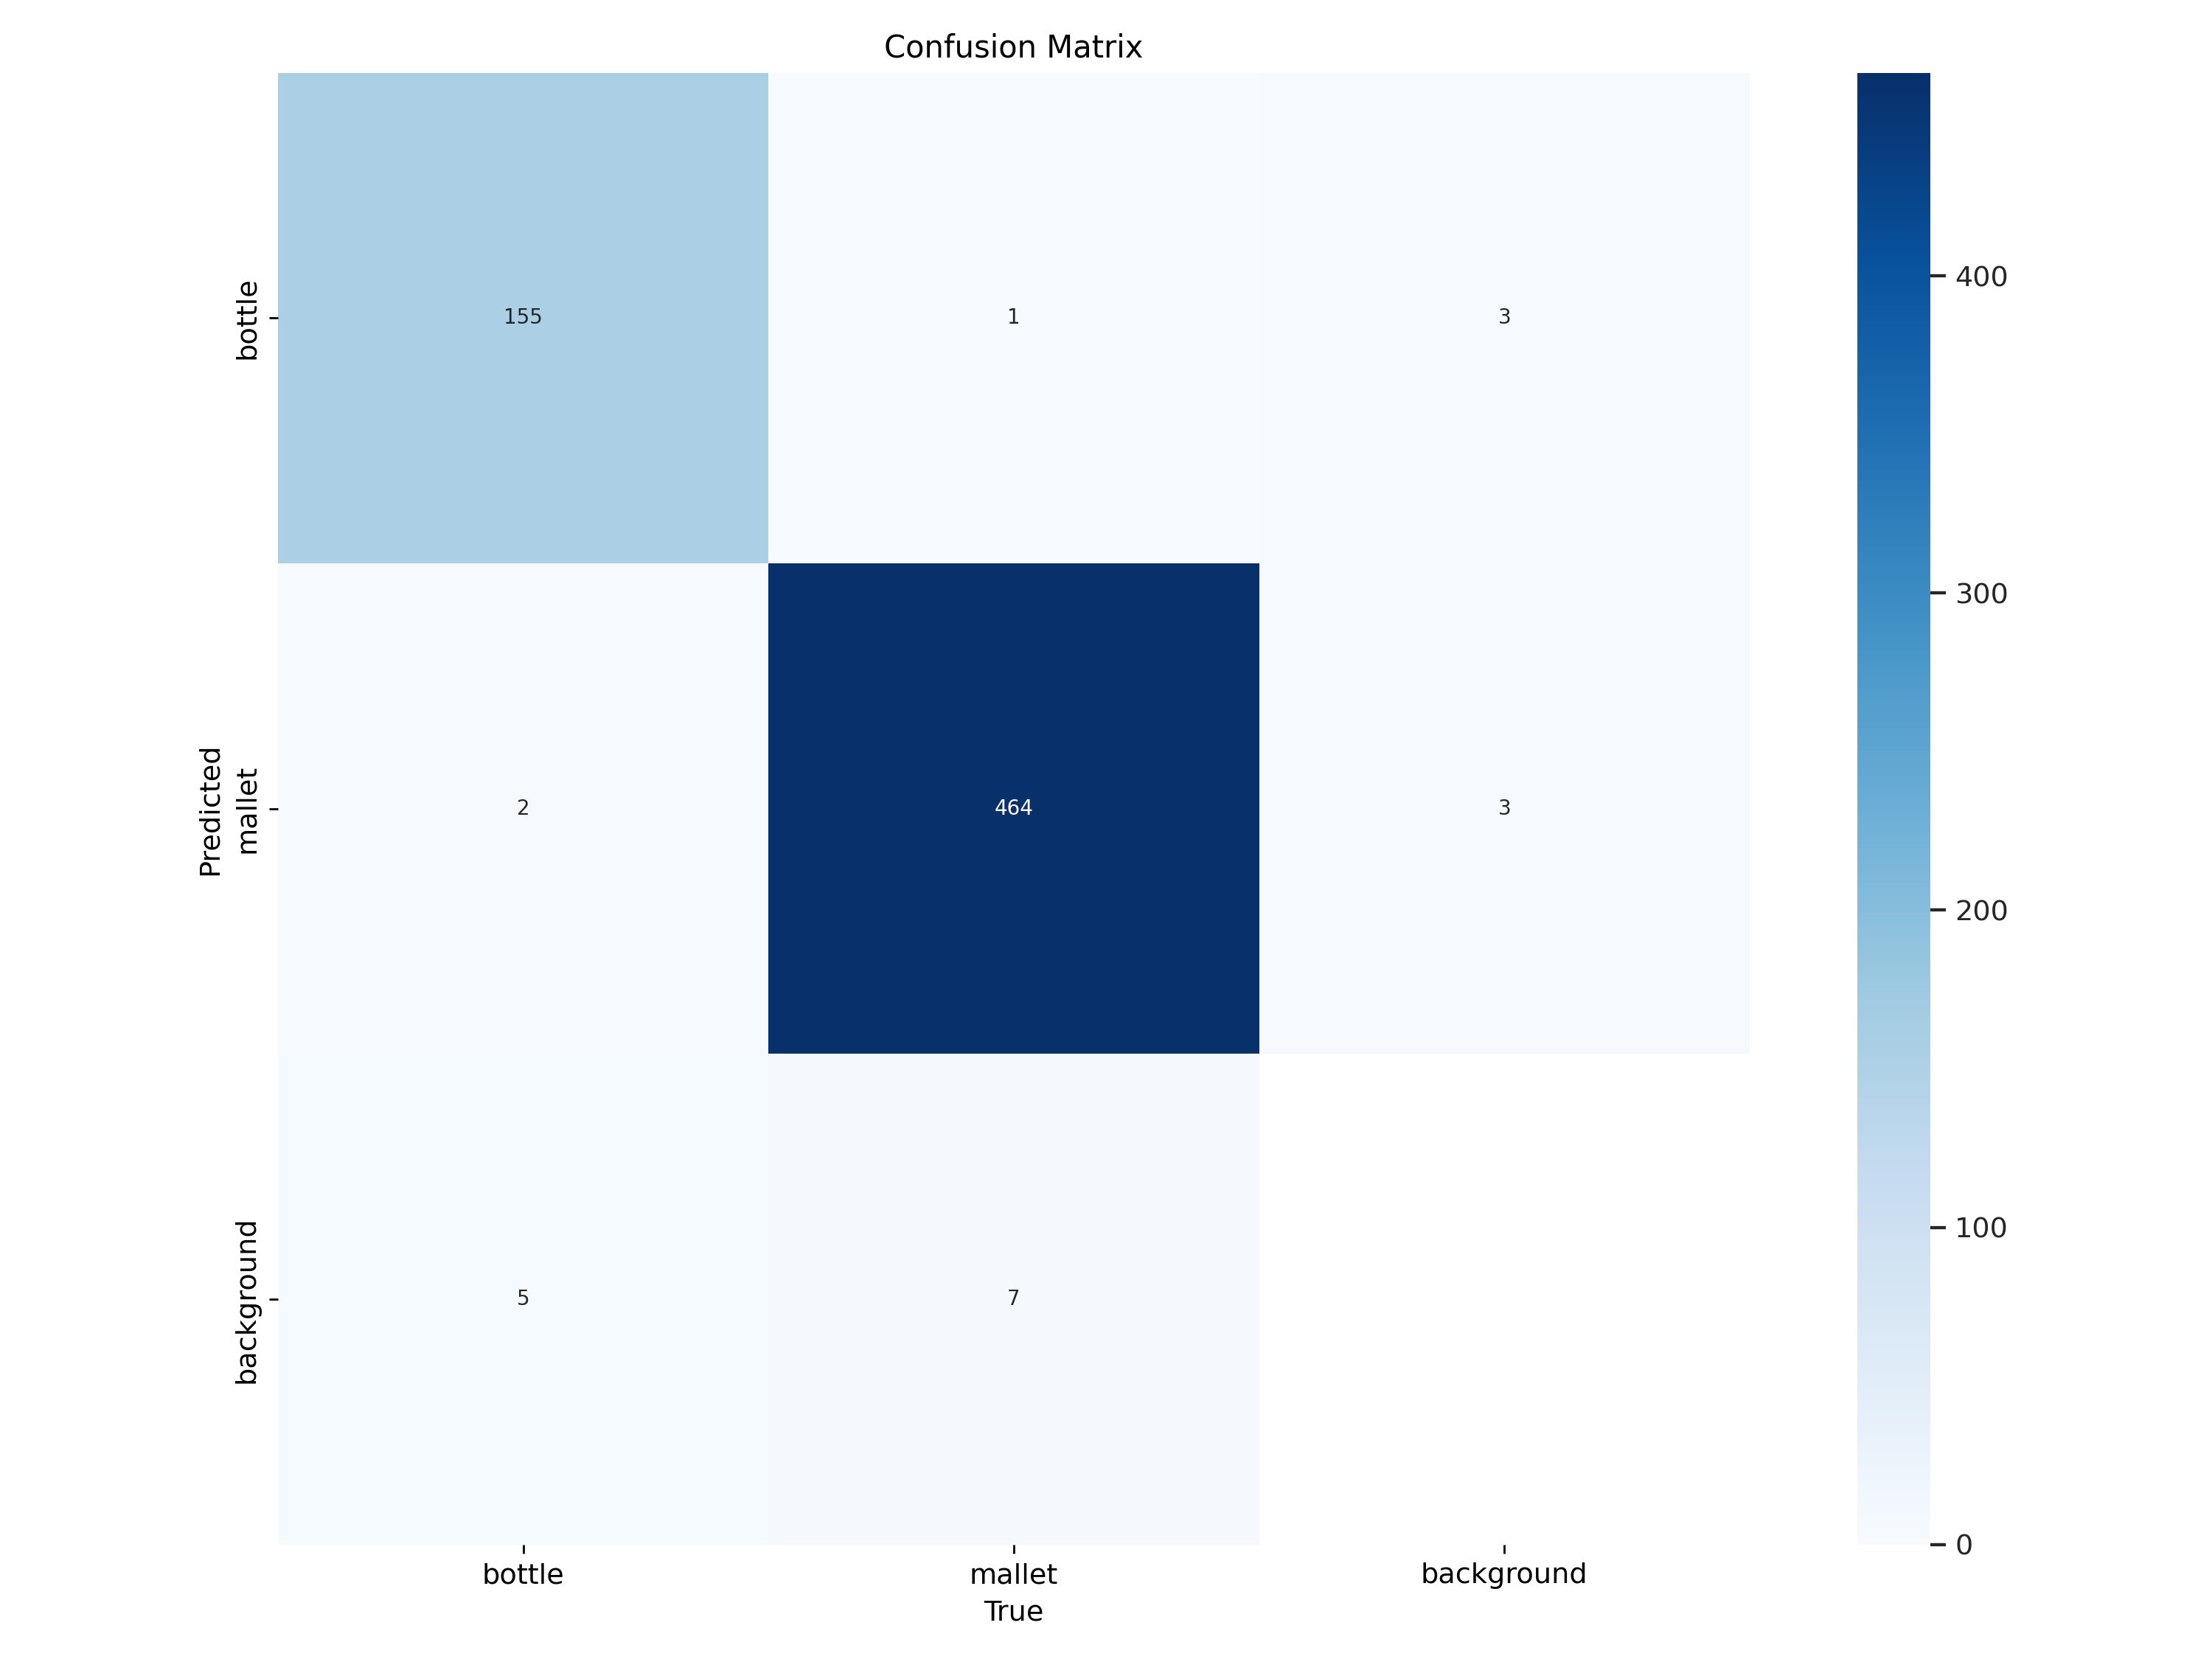 Confusion Matrix
Predicted
bottle
155
1
3
mallet
2
464
3
background
5
7
bottle
mallet
background
True
400
300
200
100
0